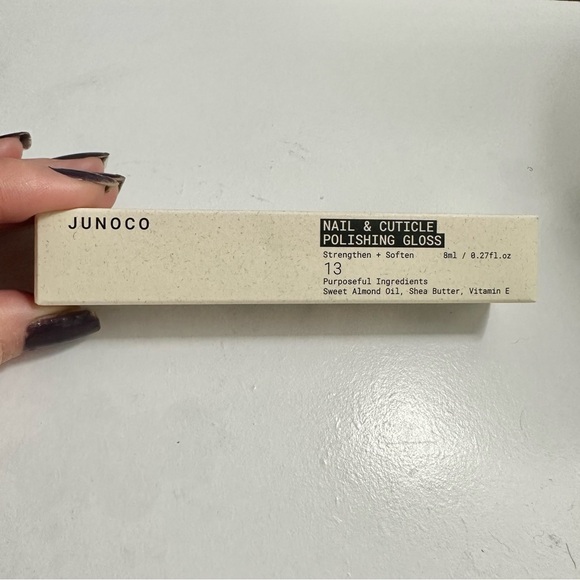 JUNOCO
NAIL & CUTICLE
POLISHING GLOSS
Strengthen + Soften 8ml / 0.27fl.oz
13
Purposeful Ingredients
Sweet Almond Oil, Shea Butter, Vitamin E